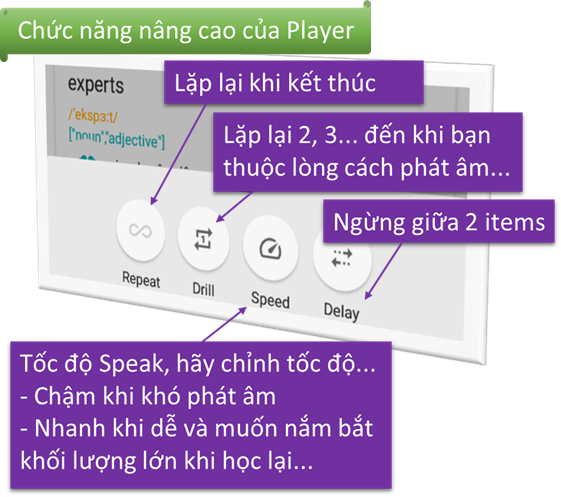 Chức năng nâng cao của Player
experts
Lặp lại khi kết thúc
/'ekspɜːt/
["noun","adjective"]
Lặp lại 2, 3... đến khi bạn
thuộc lòng cách phát âm...
Ngừng giữa 2 items
Repeat
Drill
Speed
Delay
Tốc độ Speak, hãy chỉnh tốc độ...
- Chậm khi khó phát âm
- Nhanh khi dễ và muốn nắm bắt
khối lượng lớn khi học lại...